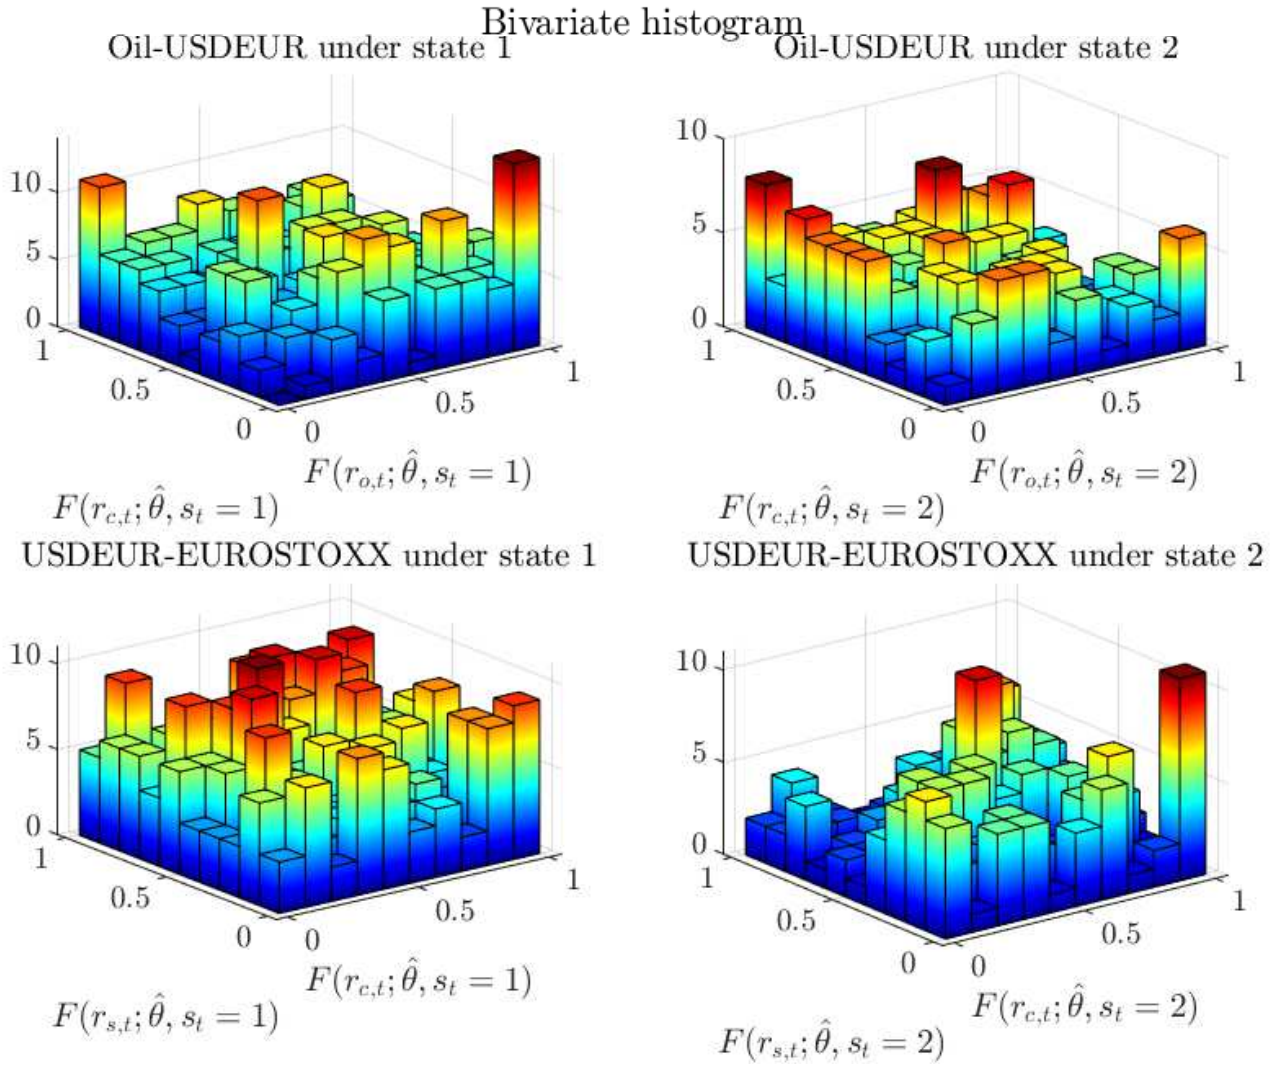 Bivariate histogram
Oil-USDEUR under state 1
10
5
0
1
0.5
0
0
0.5
1
F(r_{o,t}; θ̂, s_t = 1)
F(r_{c,t}; θ̂, s_t = 1)
Oil-USDEUR under state 2
10
5
0
1
0.5
0
0
0.5
1
F(r_{o,t}; θ̂, s_t = 2)
F(r_{c,t}; θ̂, s_t = 2)
USDEUR-EUROSTOXX under state 1
10
5
0
1
0.5
0
0
0.5
1
F(r_{c,t}; θ̂, s_t = 1)
F(r_{s,t}; θ̂, s_t = 1)
USDEUR-EUROSTOXX under state 2
10
5
0
1
0.5
0
0
0.5
1
F(r_{c,t}; θ̂, s_t = 2)
F(r_{s,t}; θ̂, s_t = 2)